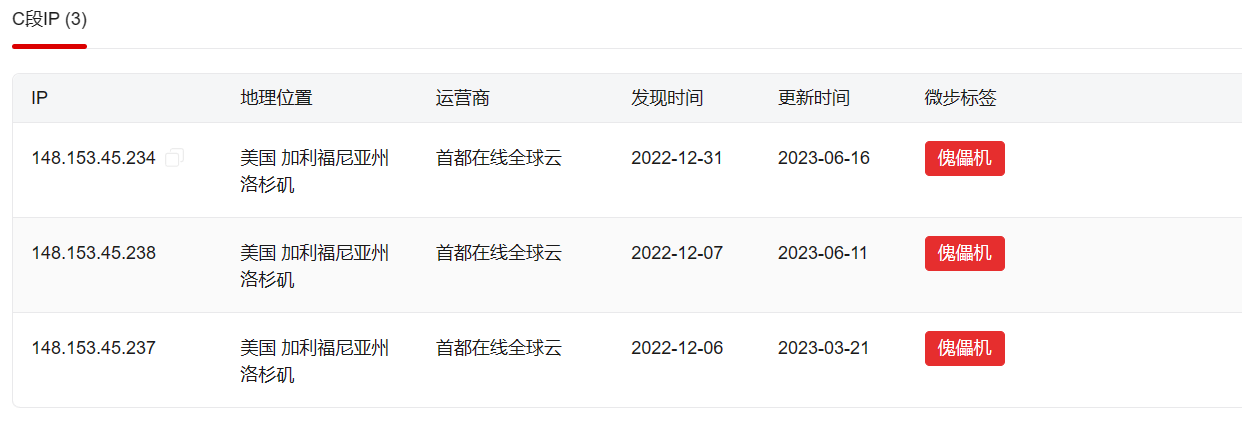 C段IP (3)
IP 地理位置 运营商 发现时间 更新时间 微步标签
148.153.45.234 美国 加利福尼亚州 首都在线全球云 2022-12-31 2023-06-16 傀儡机
洛杉矶
148.153.45.238 美国 加利福尼亚州 首都在线全球云 2022-12-07 2023-06-11 傀儡机
洛杉矶
148.153.45.237 美国 加利福尼亚州 首都在线全球云 2022-12-06 2023-03-21 傀儡机
洛杉矶